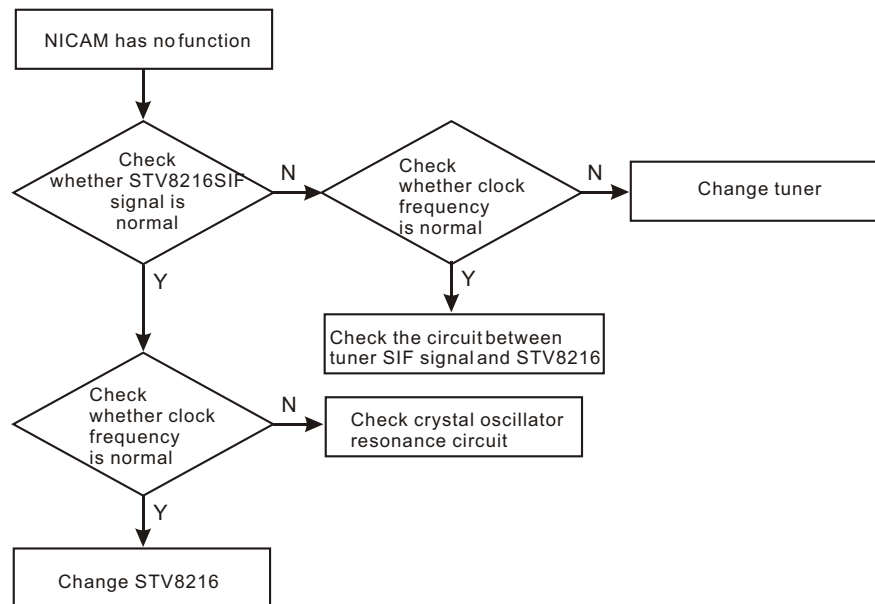 NICAM has no function
Check
whether STV8216SIF
signal is
normal
N
Check
whether clock
frequency
is normal
N
Change tuner
Y
Y
Check the circuit between
tuner SIF signal and STV8216
Check
whether clock
frequency
is normal
N
Check crystal oscillator
resonance circuit
Y
Change STV8216